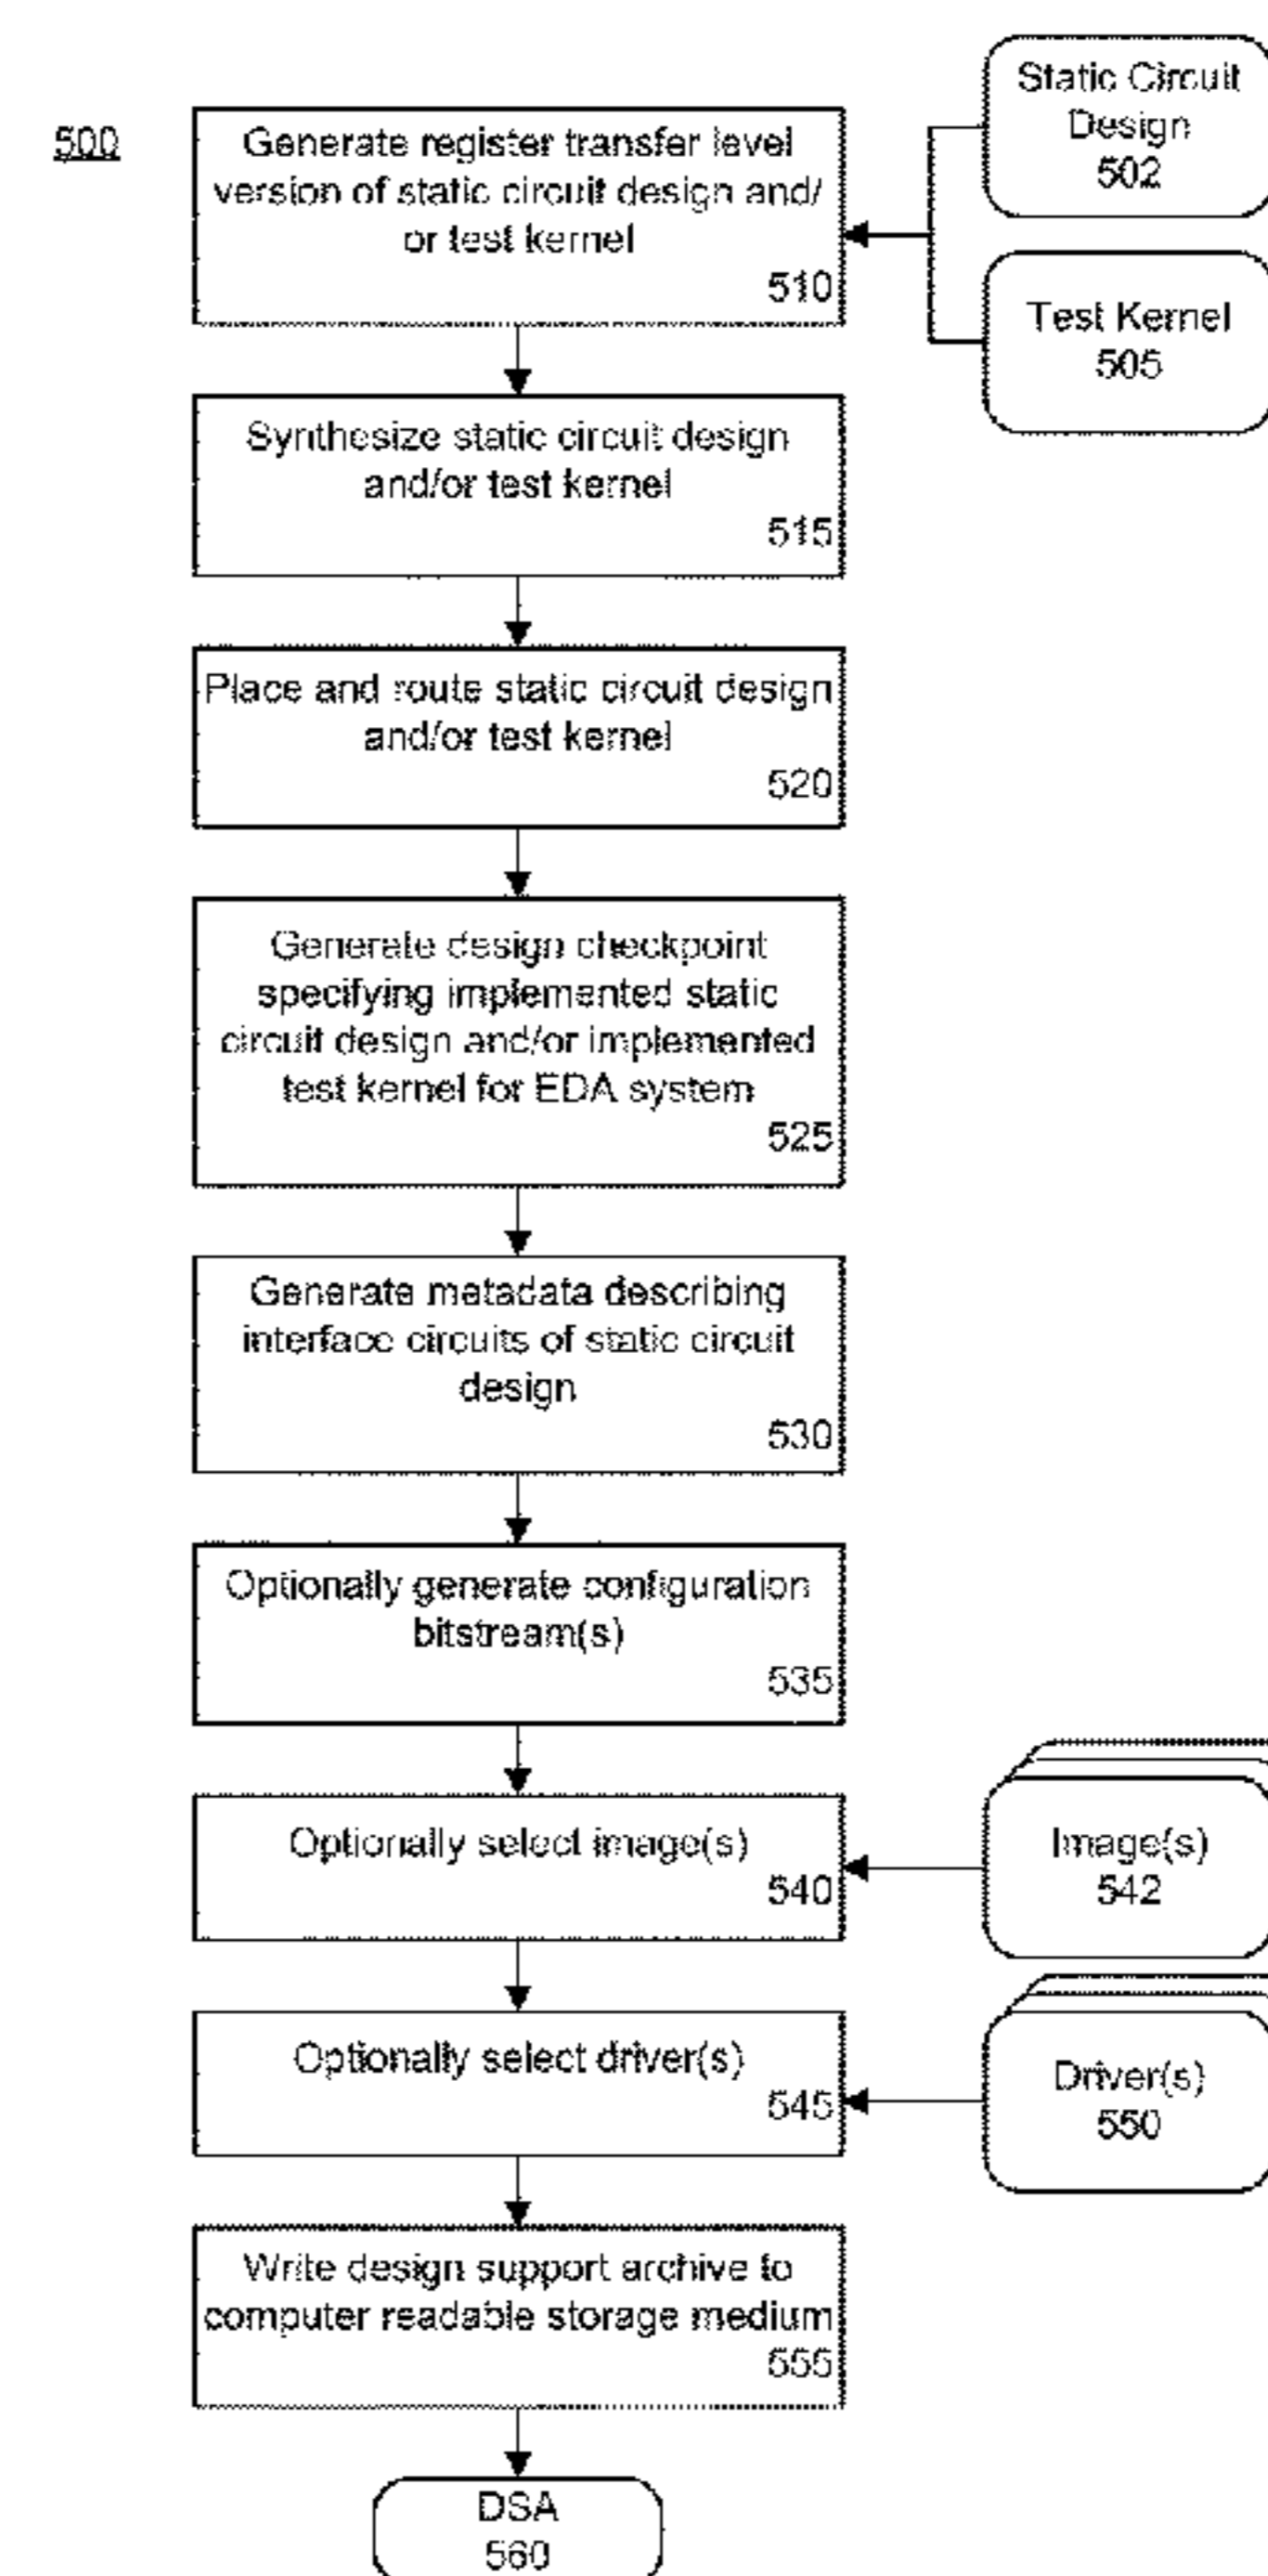 500
Generate register transfer level
version of static circuit design and/
or test kernel
510
Static Circuit
Design
502
Test Kernel
505
Synthesize static circuit design
and/or test kernel
515
Place and route static circuit design
and/or test kernel
520
Generate design checkpoint
specifying implemented static
circuit design and/or implemented
test kernel for EDA system
525
Generate metadata describing
interface circuits of static circuit
design
530
Optionally generate configuration
bitstream(s)
535
Optionally select image(s)
540
Image(s)
542
Optionally select driver(s)
545
Driver(s)
550
Write design support archive to
computer readable storage medium
555
DSA
560